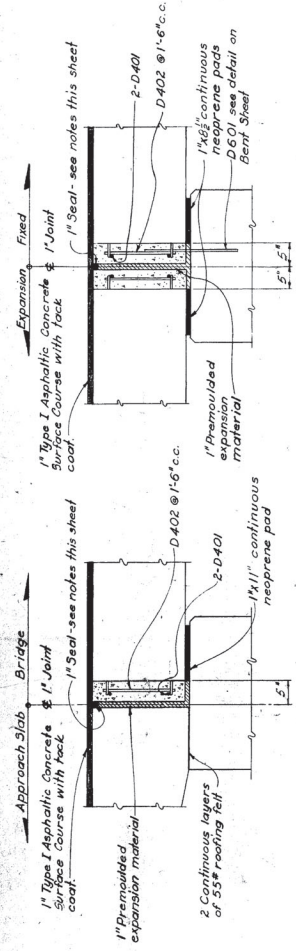 Approach Slab
Bridge
1" Type I Asphaltic Concrete
Surface Course with tack
coat.
℄ 1" Joint
1" Seal-see notes this sheet
1" Premoulded
expansion material
D402 @ 1'-6" c.c.
2-D401
1" x 11" continuous
neoprene pad
5"
2 Continuous layers
of 55# roofing felt
Expansion
Fixed
1" Type I Asphaltic Concrete
Surface Course with tack
coat.
℄ 1" Joint
1" Seal-see notes this sheet
2-D401
D402 @ 1'-6" c.c.
1" x 8½" continuous
neoprene pads
D601 see detail on
Bent Sheet
1" Premoulded
expansion
material
5"
5"